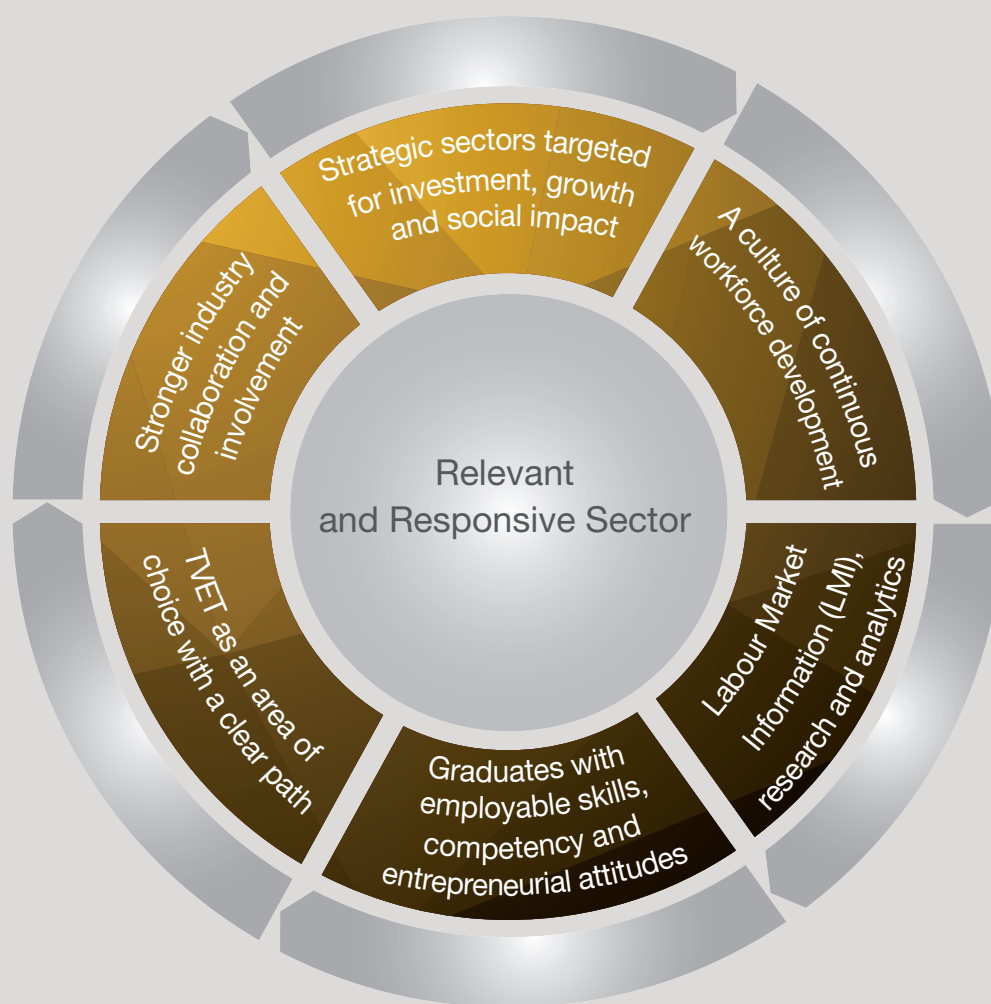 Strategic sectors targeted
for investment, growth
and social impact
A culture of continuous
workforce development
Labour Market
Information (LMI),
research and analytics
Graduates with
employable skills,
competency and
entrepreneurial attitudes
TVET as an area of
choice with a clear path
Stronger industry
collaboration and
involvement
Relevant
and Responsive Sector